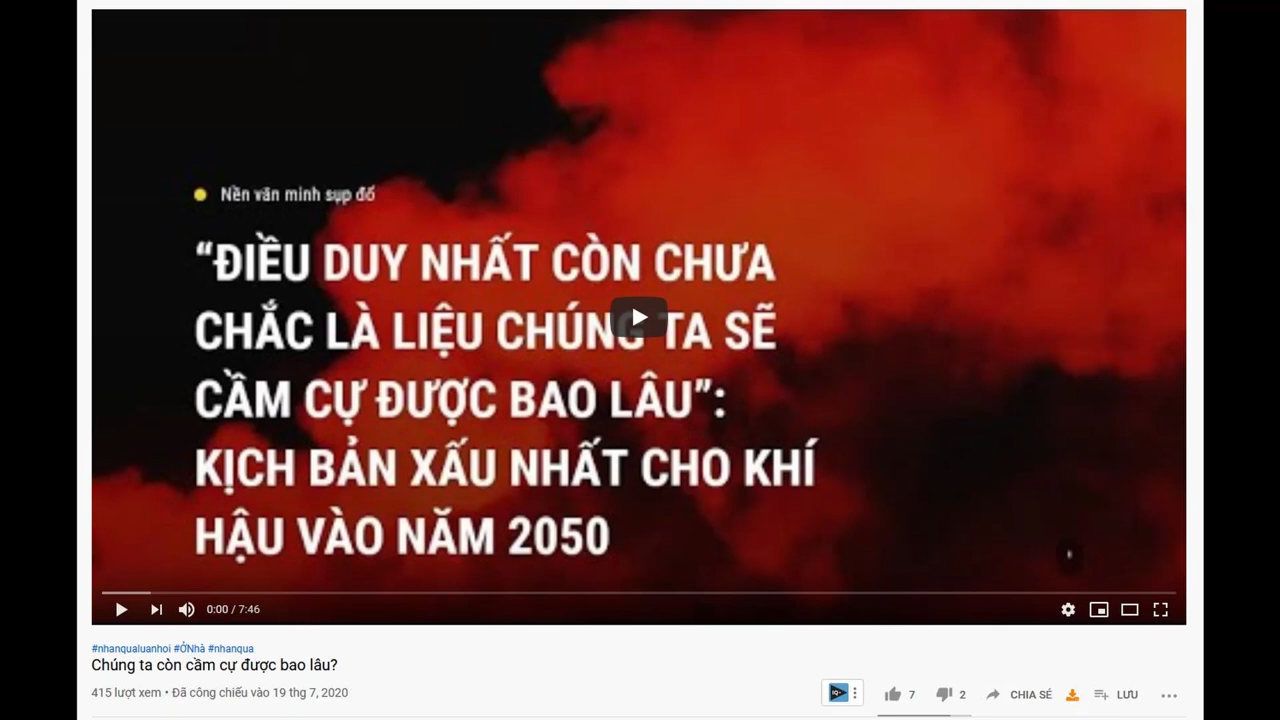 Nền văn minh sụp đổ
“ĐIỀU DUY NHẤT CÒN CHƯA
CHẮC LÀ LIỆU CHÚNG TA SẼ
CẦM CỰ ĐƯỢC BAO LÂU”:
KỊCH BẢN XẤU NHẤT CHO KHÍ
HẬU VÀO NĂM 2050
0:00 / 7:46
#nhanqualuanhoi #ỞNhà #nhanqua
Chúng ta còn cầm cự được bao lâu?
415 lượt xem • Đã công chiếu vào 19 thg 7, 2020
7 2 CHIA SẺ LƯU